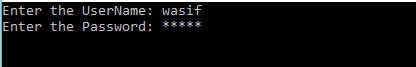 Enter the UserName: wasif
Enter the Password: *****